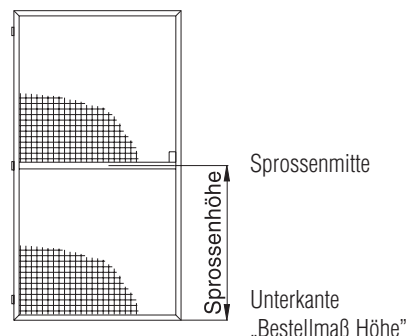 Sprossenmitte
Sprossenhöhe
Unterkante
„Bestellmaß Höhe”